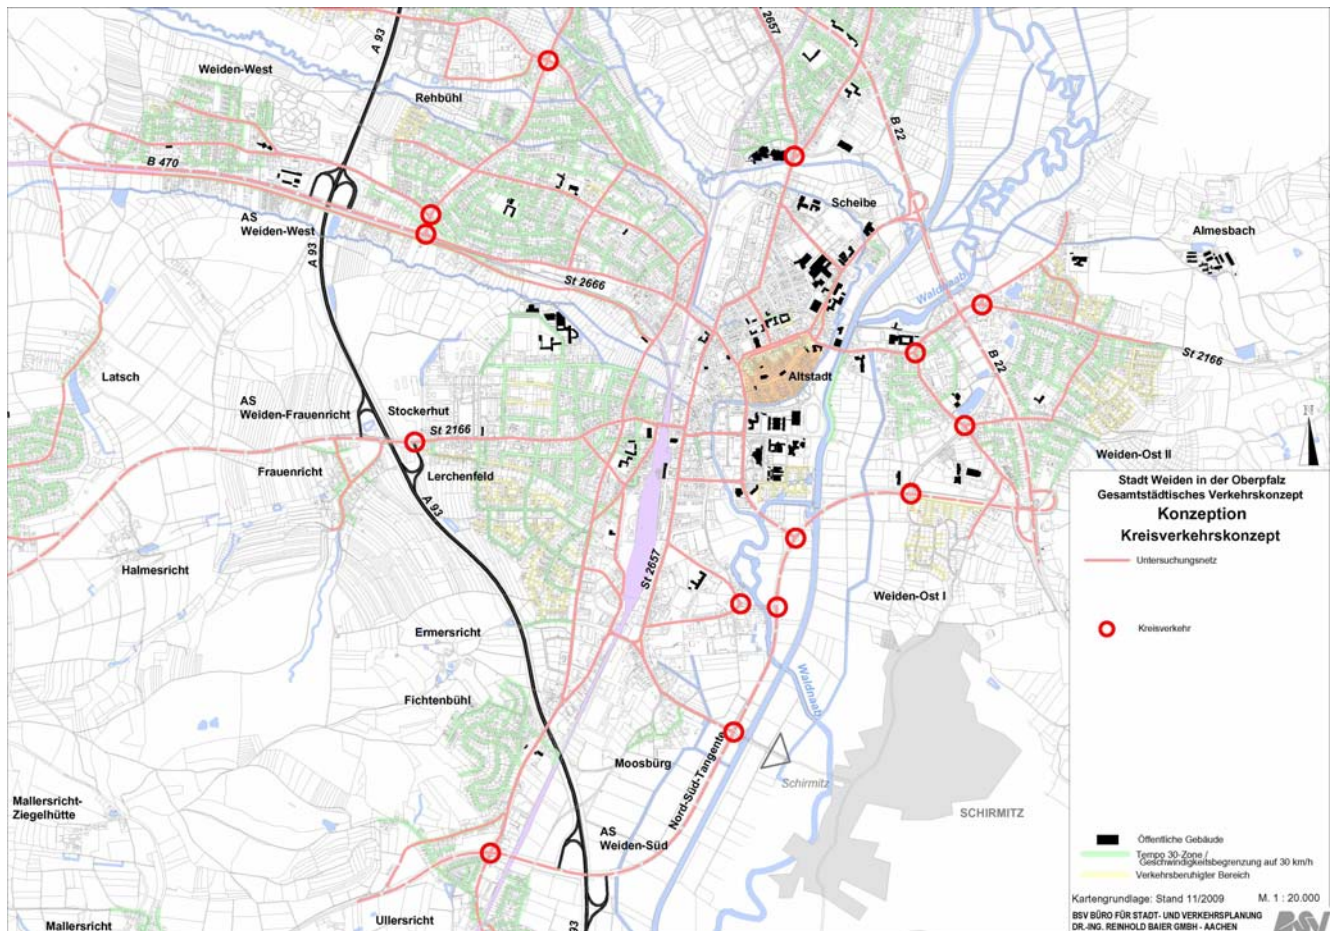 A 93
2657
Weiden-West
Rehbühl
B 22
B 470
Scheibe
AS
Weiden-West
Almesbach
A 93
St 2666
Waldnaab
B 22
St 2166
Latsch
Altstadt
AS
Weiden-Frauenricht
Stockerhut
St 2166
Frauenricht
Lerchenfeld
Weiden-Ost II
A 93
Stadt Weiden in der Oberpfalz
Gesamtstädtisches Verkehrskonzept
Konzeption
Kreisverkehrskonzept
Untersuchungsnetz
Halmesricht
St 2657
Weiden-Ost I
Ermersricht
Kreisverkehr
Waldnaab
Fichtenbühl
Moosbürg
Nord-Süd-Tangente
Schirmitz
SCHIRMITZ
Mallersricht-
Ziegelhütte
AS
Weiden-Süd
Öffentliche Gebäude
Tempo 30-Zone /
Geschwindigkeitsbegrenzung auf 30 km/h
Verkehrsberuhigter Bereich
Kartengrundlage: Stand 11/2009 M. 1 : 20.000
Mallersricht
Ullersricht
93
BSV BÜRO FÜR STADT- UND VERKEHRSPLANUNG
DR.-ING. REINHOLD BAIER GMBH - AACHEN
BSV